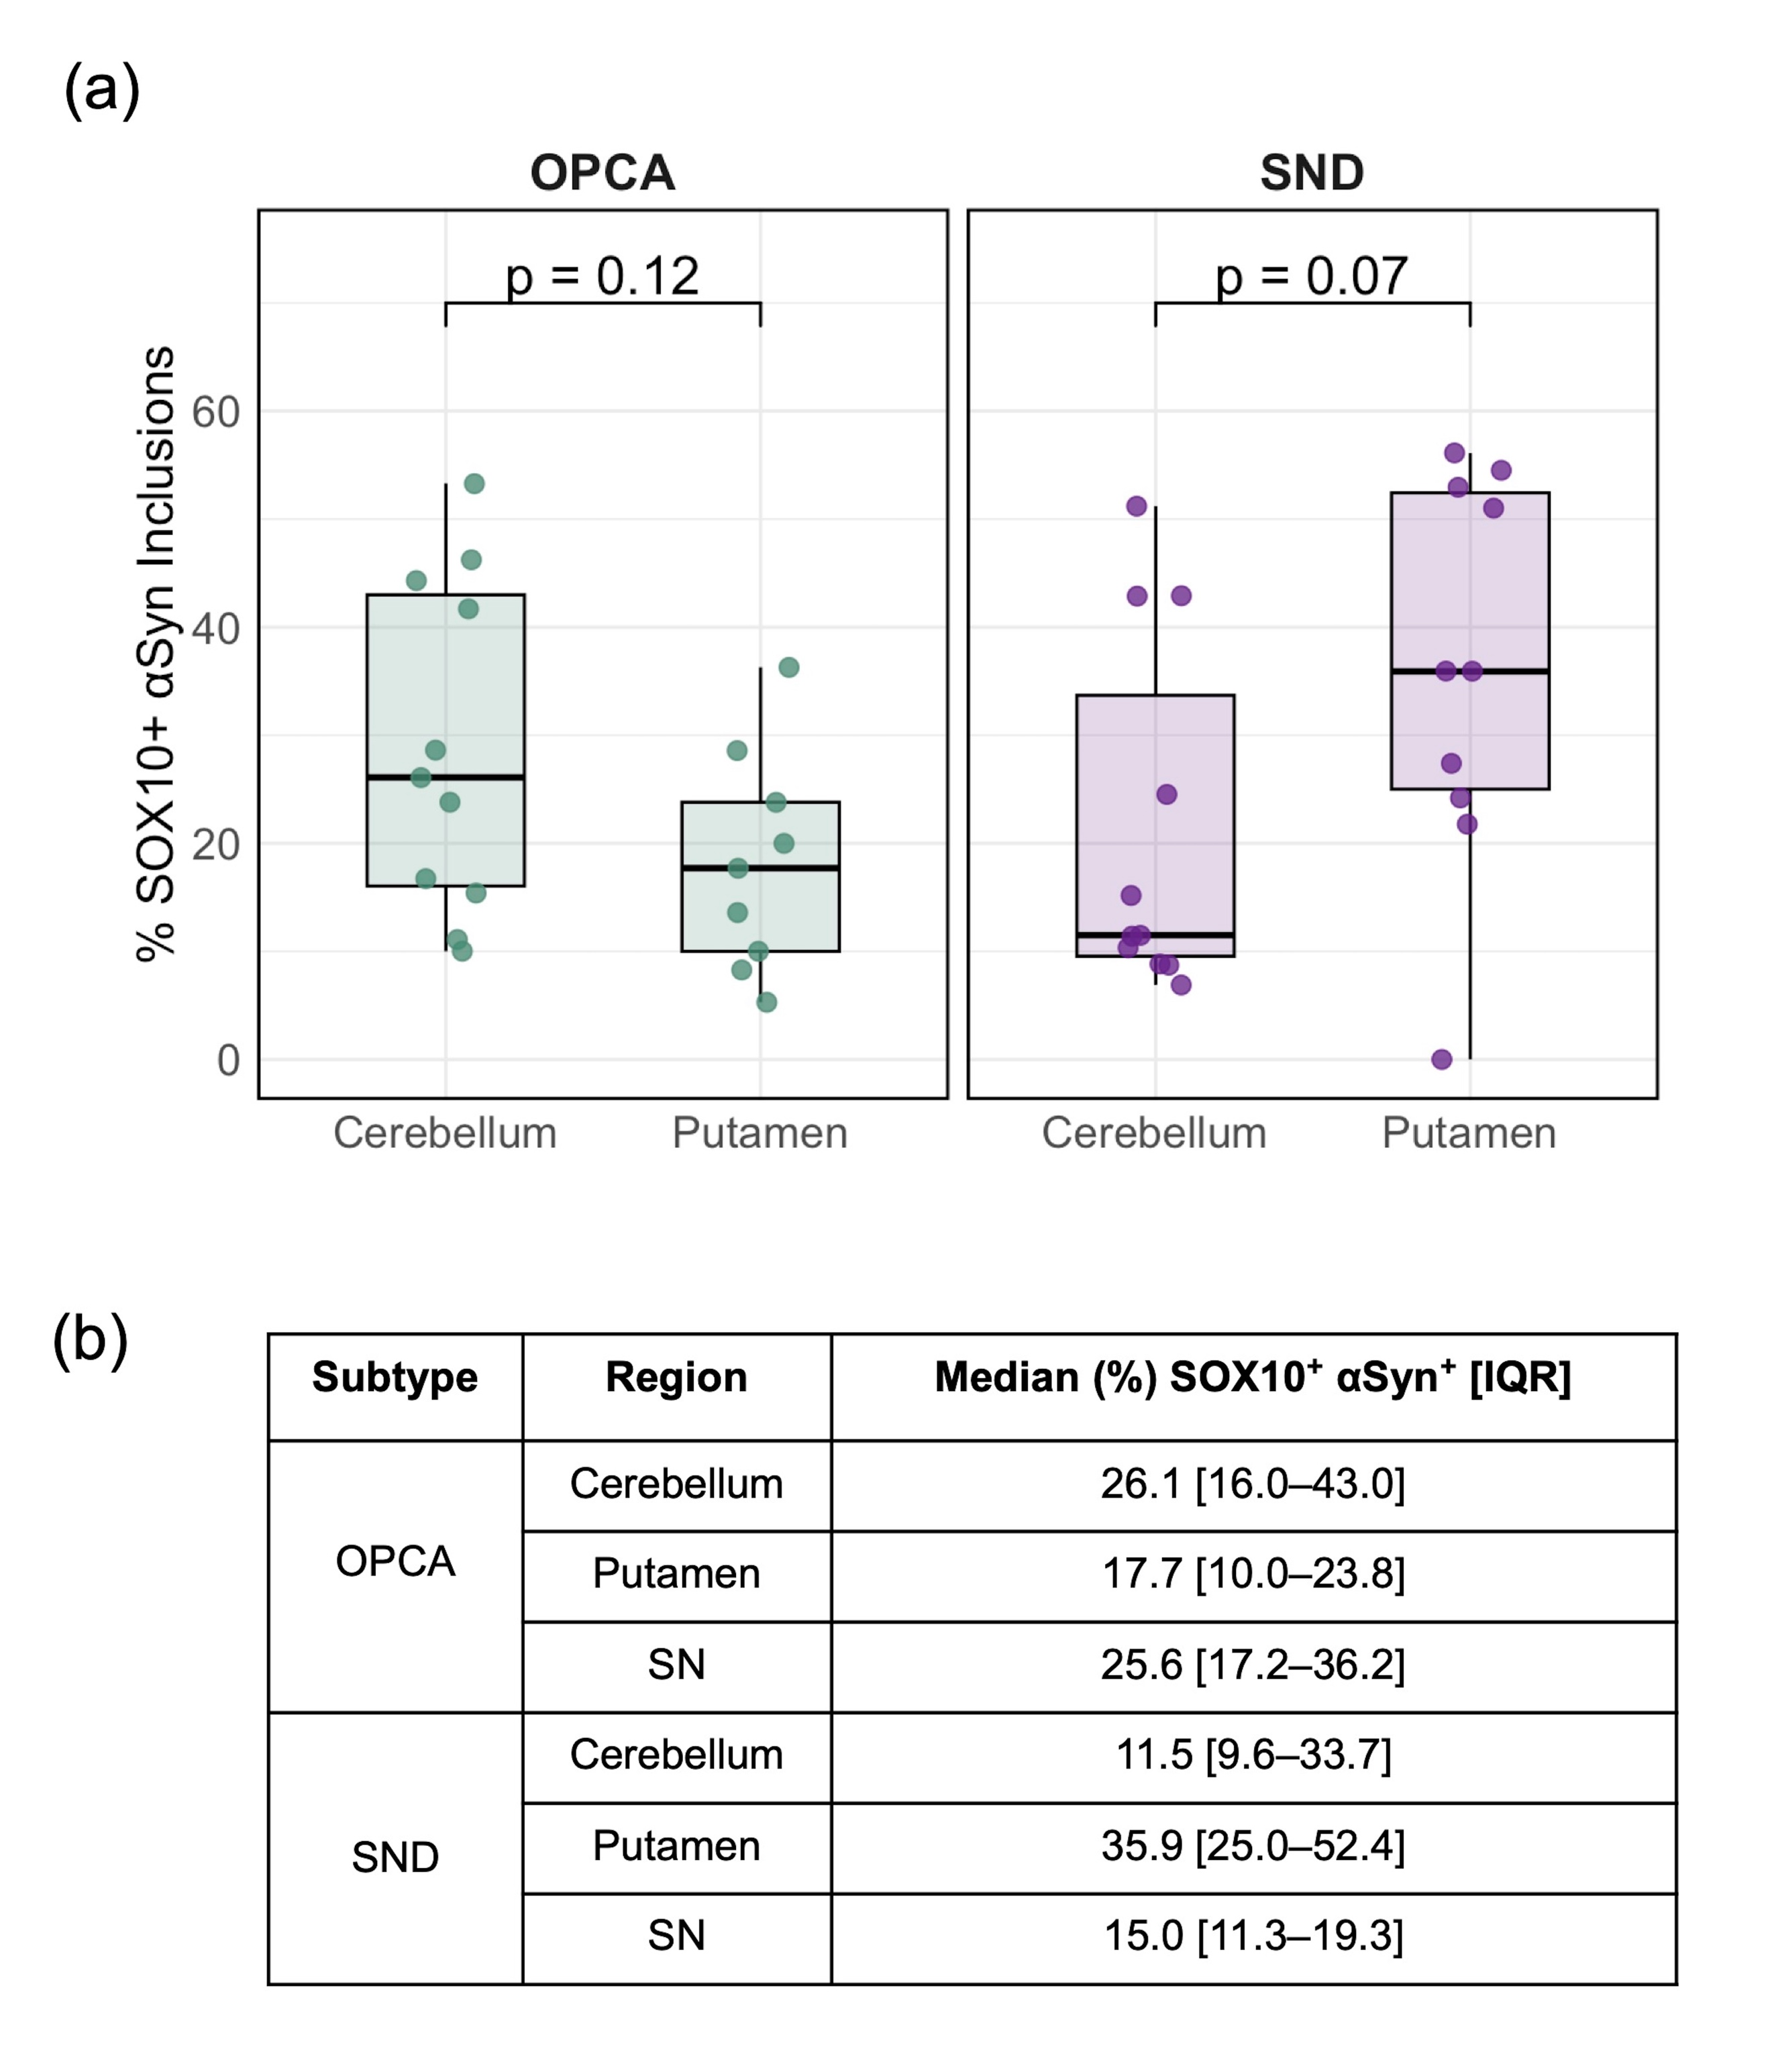 (a)
OPCA
SND
p = 0.12
p = 0.07
% SOX10+ αSyn Inclusions
60
40
20
0
Cerebellum
Putamen
Cerebellum
Putamen
(b)
Subtype Region Median (%) SOX10⁺ αSyn⁺ [IQR]
OPCA
Cerebellum 26.1 [16.0–43.0]
Putamen 17.7 [10.0–23.8]
SN 25.6 [17.2–36.2]
SND
Cerebellum 11.5 [9.6–33.7]
Putamen 35.9 [25.0–52.4]
SN 15.0 [11.3–19.3]